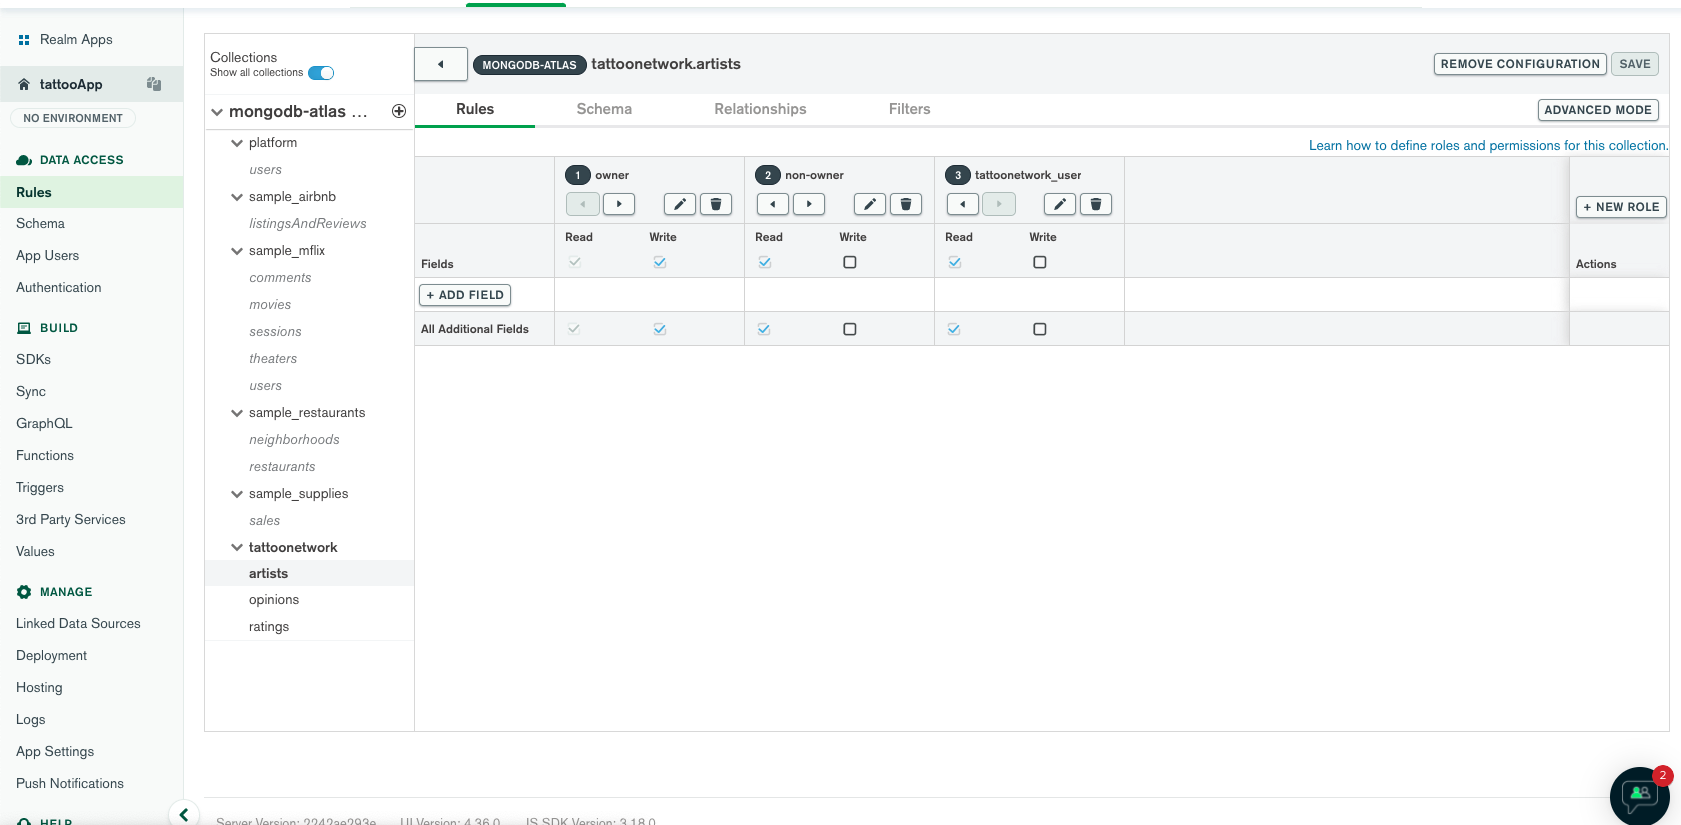 Realm Apps
tattooApp
NO ENVIRONMENT
DATA ACCESS
Rules
Schema
App Users
Authentication
BUILD
SDKs
Sync
GraphQL
Functions
Triggers
3rd Party Services
Values
MANAGE
Linked Data Sources
Deployment
Hosting
Logs
App Settings
Push Notifications
HELP
Collections
Show all collections
mongodb-atlas ...
platform
users
sample_airbnb
listingsAndReviews
sample_mflix
comments
movies
sessions
theaters
users
sample_restaurants
neighborhoods
restaurants
sample_supplies
sales
tattoonetwork
artists
opinions
ratings
MONGODB-ATLAS tattoonetwork.artists
REMOVE CONFIGURATION SAVE
Rules Schema Relationships Filters
ADVANCED MODE
Learn how to define roles and permissions for this collection.
1 owner 2 non-owner 3 tattoonetwork_user
+ NEW ROLE
Read Write Read Write Read Write
Fields Actions
+ ADD FIELD
All Additional Fields
2
Server Version: 2242ae293e UI Version: 4.36.0 JS SDK Version: 3.18.0